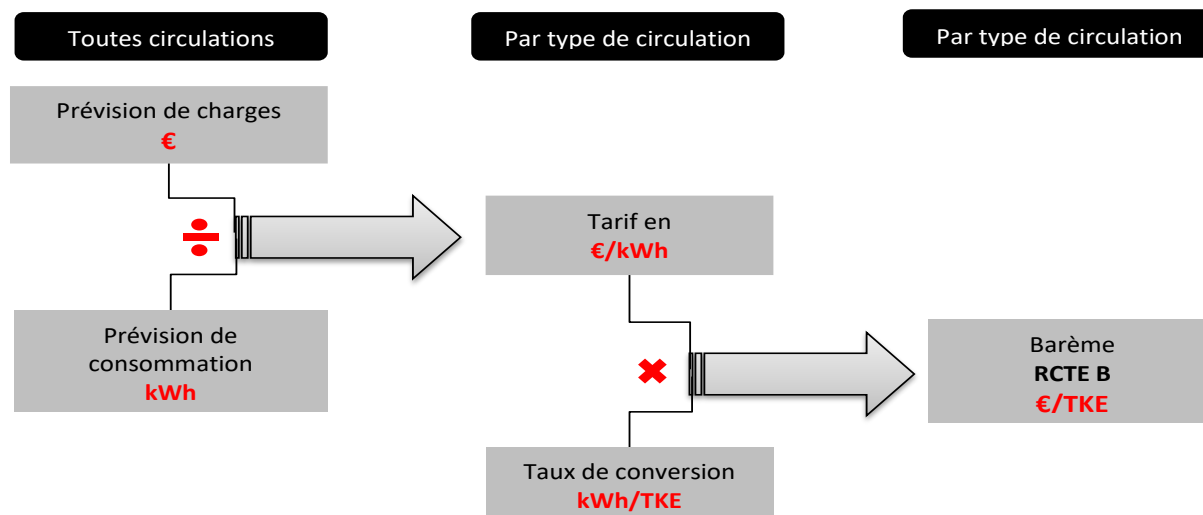 Toutes circulations
Par type de circulation
Par type de circulation
Prévision de charges
€
Prévision de
consommation
kWh
Tarif en
€/kWh
Taux de conversion
kWh/TKE
Barème
RCTE B
€/TKE